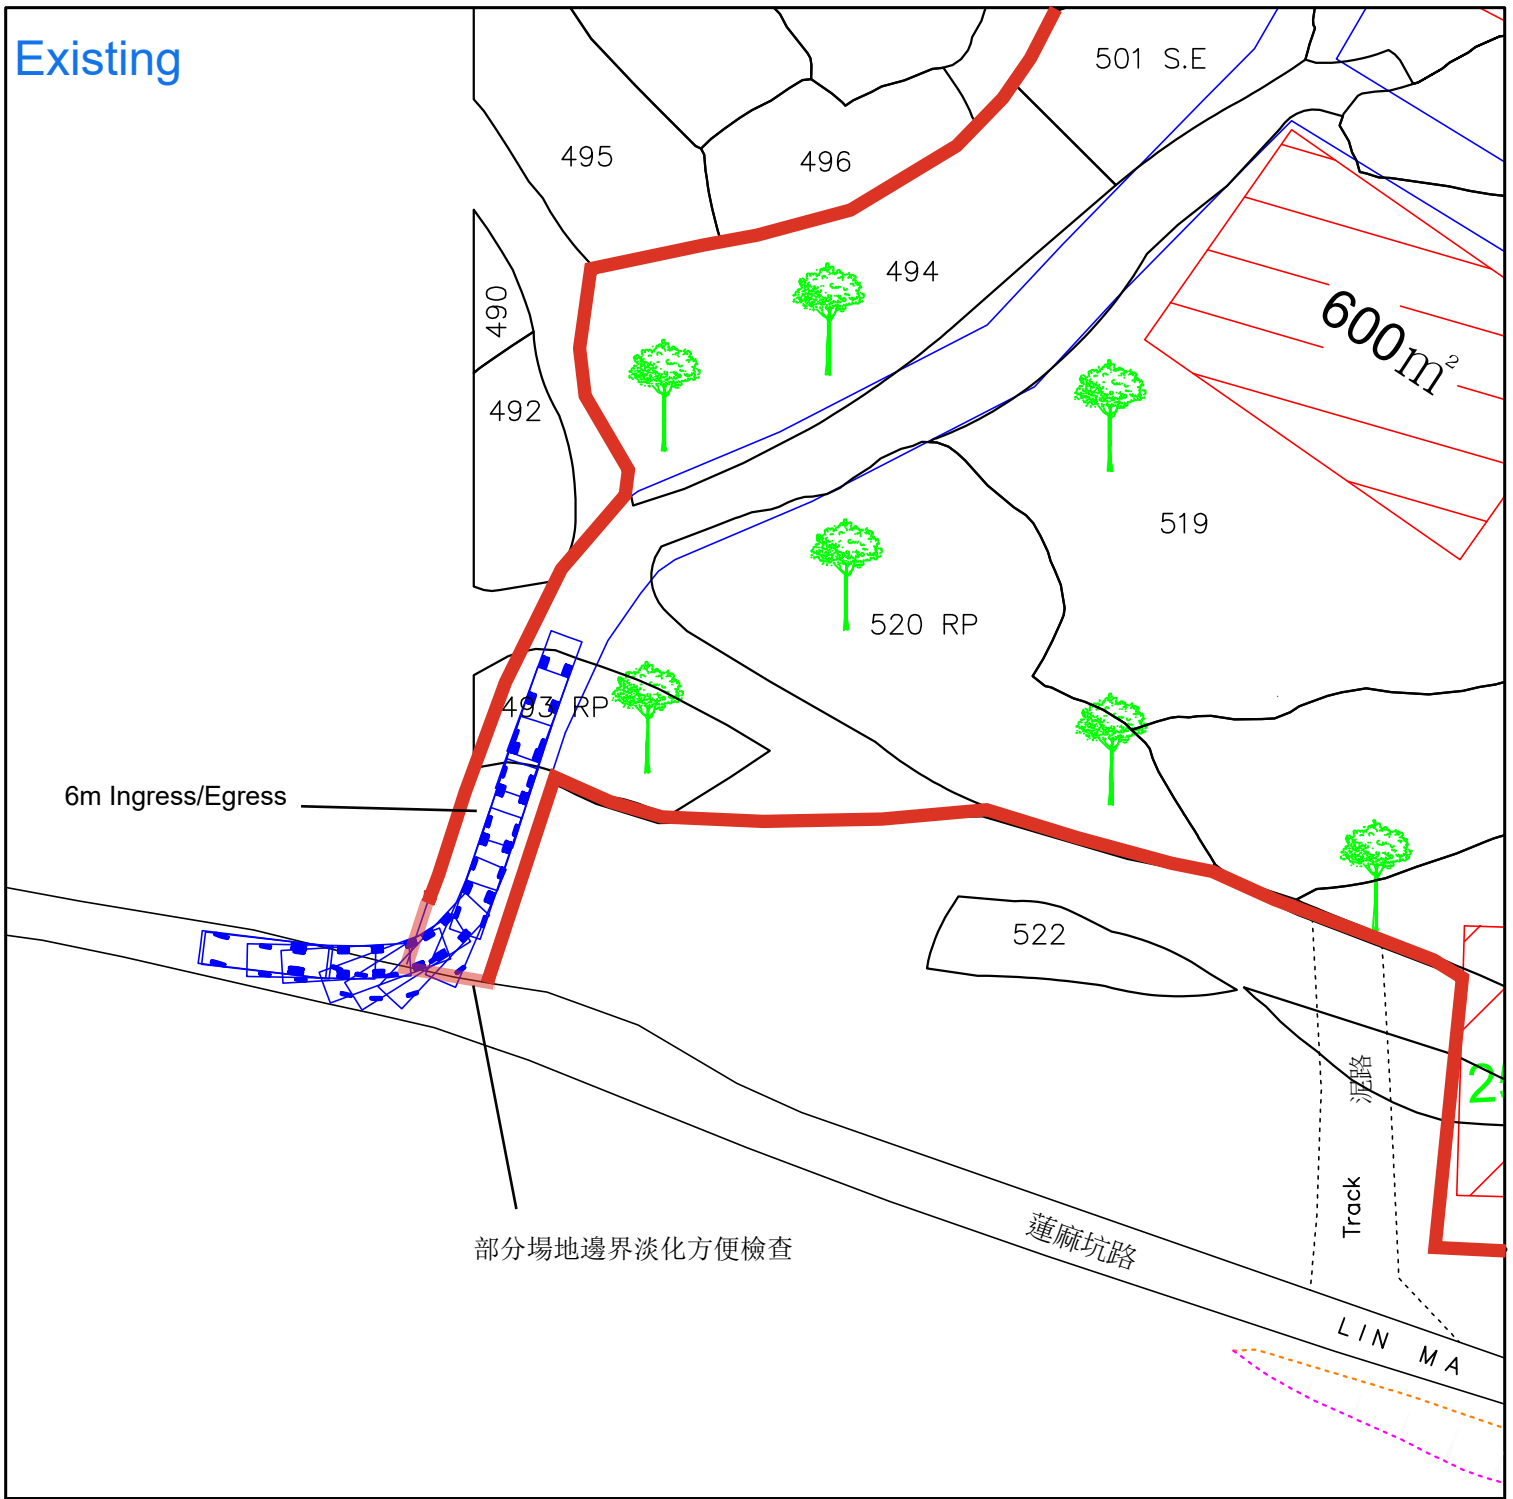 Existing
501 S.E
495
496
494
490
600m²
492
519
520 RP
493 RP
6m Ingress/Egress
522
泥路
Track
部分場地邊界淡化方便檢查
蓮麻坑路
LIN MA